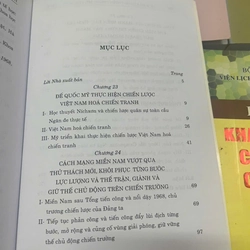 MỤC LỤC
Trang
Lời Nhà xuất bản 5
Chương 23
ĐẾ QUỐC MỸ THỰC HIỆN CHIẾN LƯỢC
VIỆT NAM HOÁ CHIẾN TRANH 7
I- Học thuyết Níchxơn và chiến lược quân sự toàn cầu
Ngăn đe thực tế 7
II- Việt Nam hoá chiến tranh
III- Mỹ triển khai thực hiện chiến lược Việt Nam hoá
chiến tranh 41
Chương 24
CÁCH MẠNG MIỀN NAM VƯỢT QUA
THỬ THÁCH MỚI, KHÔI PHỤC TỪNG BƯỚC
LỰC LƯỢNG VÀ THẾ TRẬN, GIÀNH VÀ
GIỮ THẾ CHỦ ĐỘNG TRÊN CHIẾN TRƯỜNG 69
I- Miền Nam sau Tổng tiến công và nổi dậy 1968, chủ
trương của Đảng ta 69
II- Tiếp tục phản công và tiến công đẩy lùi địch từng
bước, mở rộng và củng cố vùng giải phóng, giữ vững
thế chủ động chiến trường 97
VIỆN LỊCH